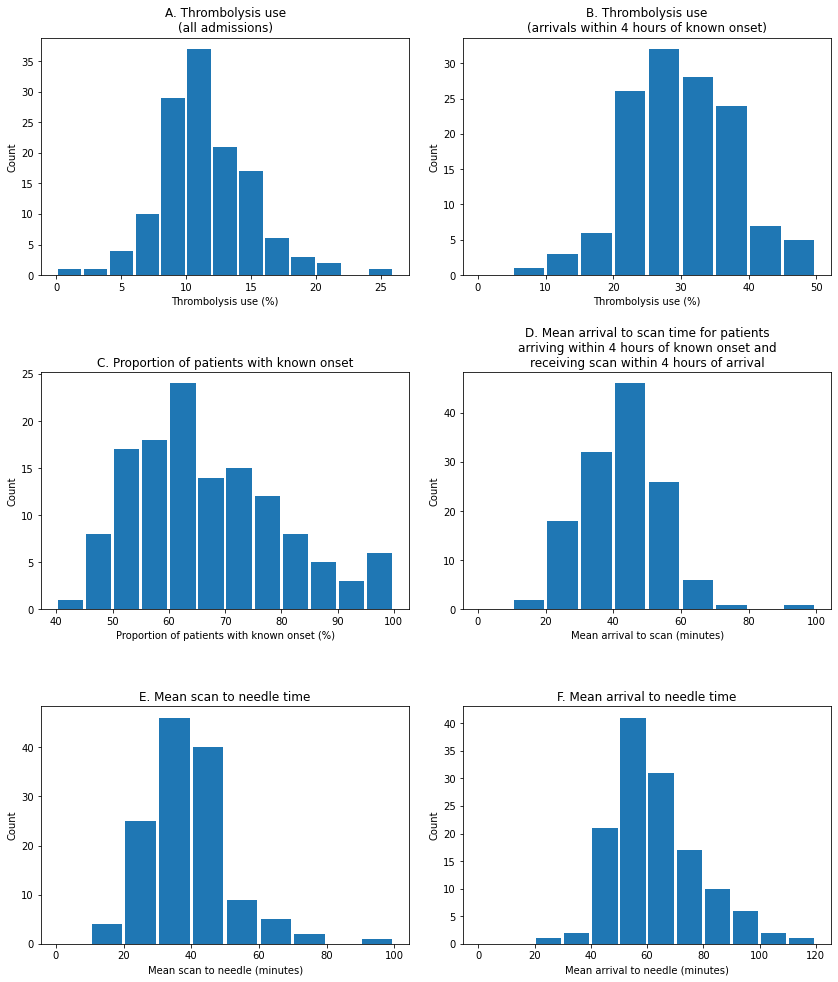 A. Thrombolysis use
(all admissions)
35
30
25
20
15
10
5
0
Count
0 5 10 15 20 25
Thrombolysis use (%)
B. Thrombolysis use
(arrivals within 4 hours of known onset)
30
25
20
15
10
5
0
Count
0 10 20 30 40 50
Thrombolysis use (%)
C. Proportion of patients with known onset
25
20
15
10
5
0
Count
40 50 60 70 80 90 100
Proportion of patients with known onset (%)
D. Mean arrival to scan time for patients
arriving within 4 hours of known onset and
receiving scan within 4 hours of arrival
40
30
20
10
0
Count
0 20 40 60 80 100
Mean arrival to scan (minutes)
E. Mean scan to needle time
40
30
20
10
0
Count
0 20 40 60 80 100
Mean scan to needle (minutes)
F. Mean arrival to needle time
40
35
30
25
20
15
10
5
0
Count
0 20 40 60 80 100 120
Mean arrival to needle (minutes)